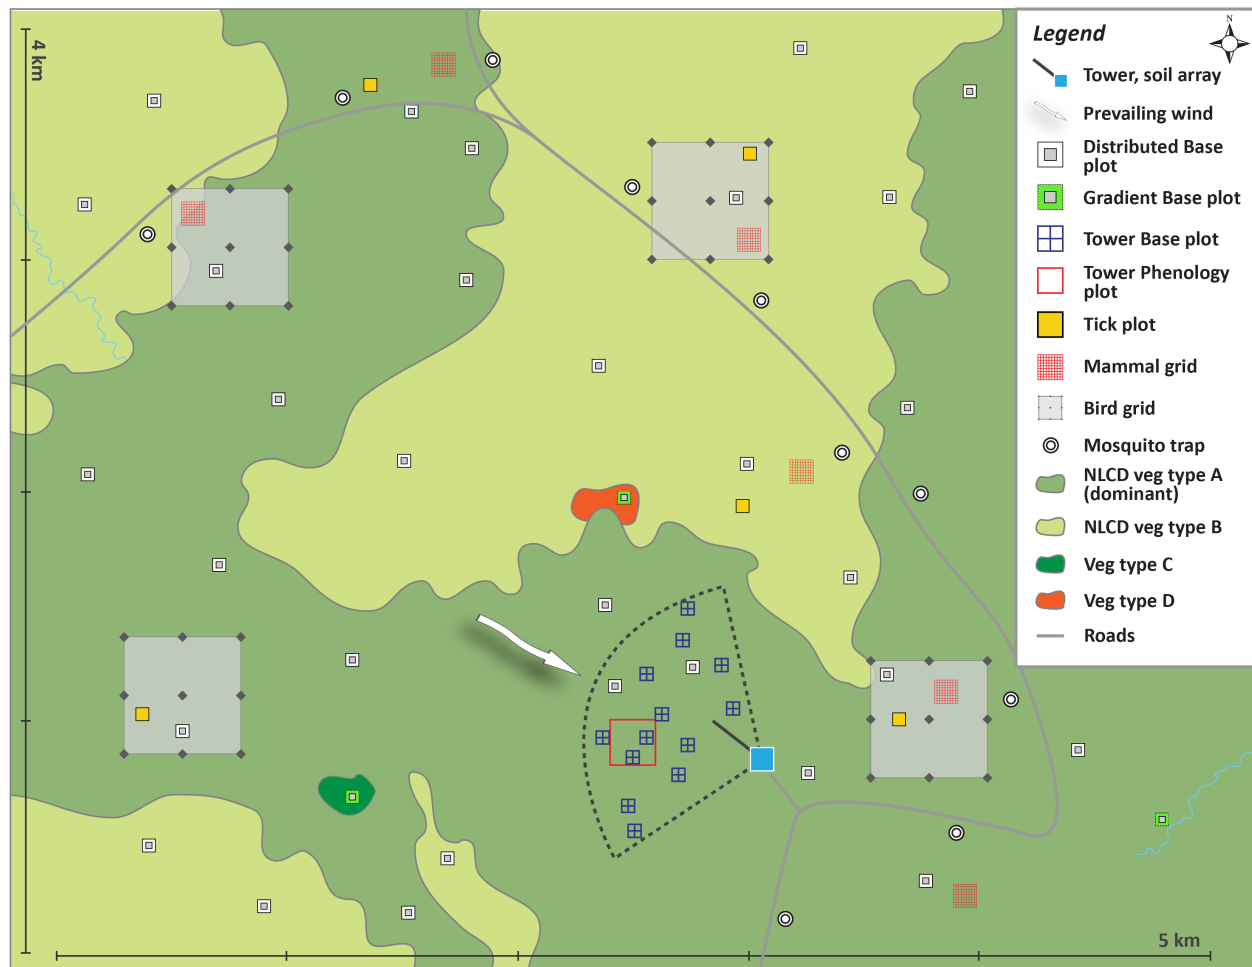 4 km
Legend
N
Tower, soil array
Prevailing wind
Distributed Base
plot
Gradient Base plot
Tower Base plot
Tower Phenology
plot
Tick plot
Mammal grid
Bird grid
Mosquito trap
NLCD veg type A
(dominant)
NLCD veg type B
Veg type C
Veg type D
Roads
5 km